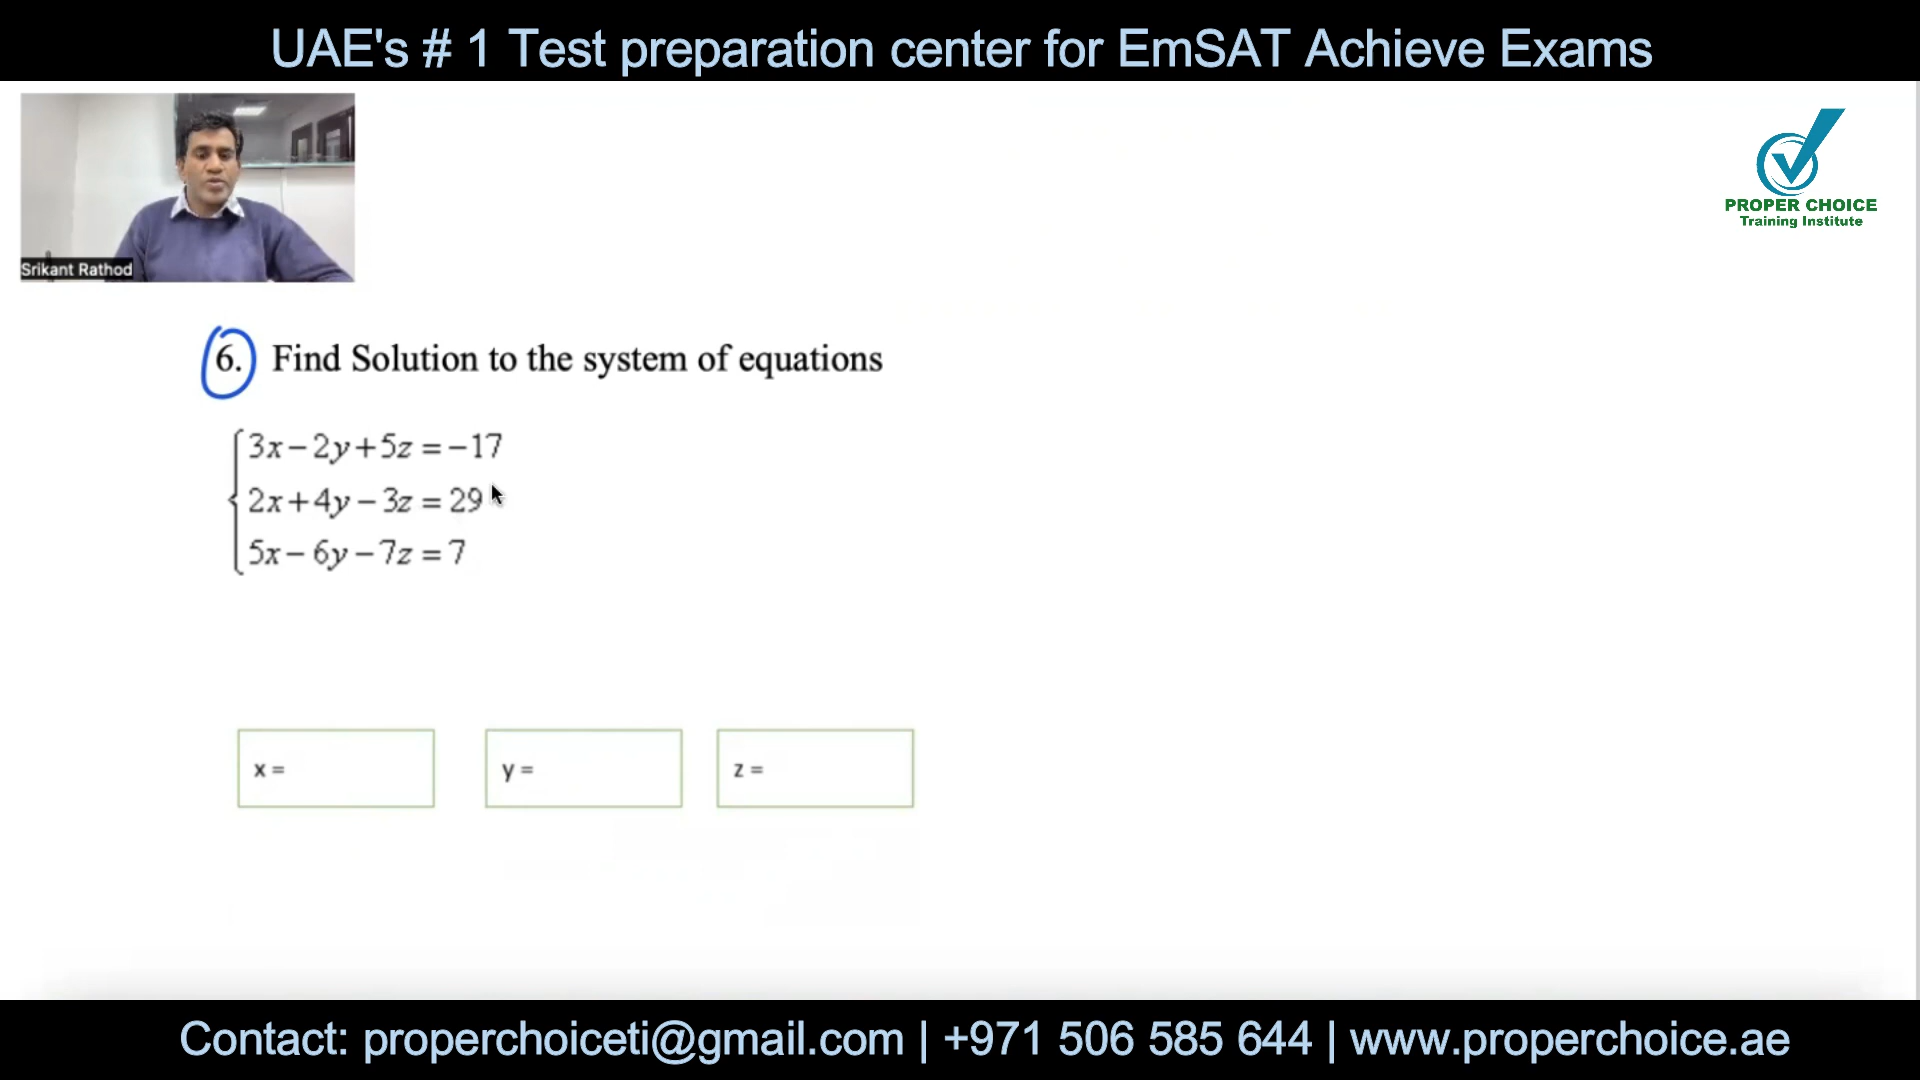 UAE's # 1 Test preparation center for EmSAT Achieve Exams
Srikant Rathod
PROPER CHOICE
Training Institute
6. Find Solution to the system of equations
3x−2y+5z=−17
2x+4y−3z=29
5x−6y−7z=7
x =
y =
z =
Contact: properchoiceti@gmail.com | +971 506 585 644 | www.properchoice.ae